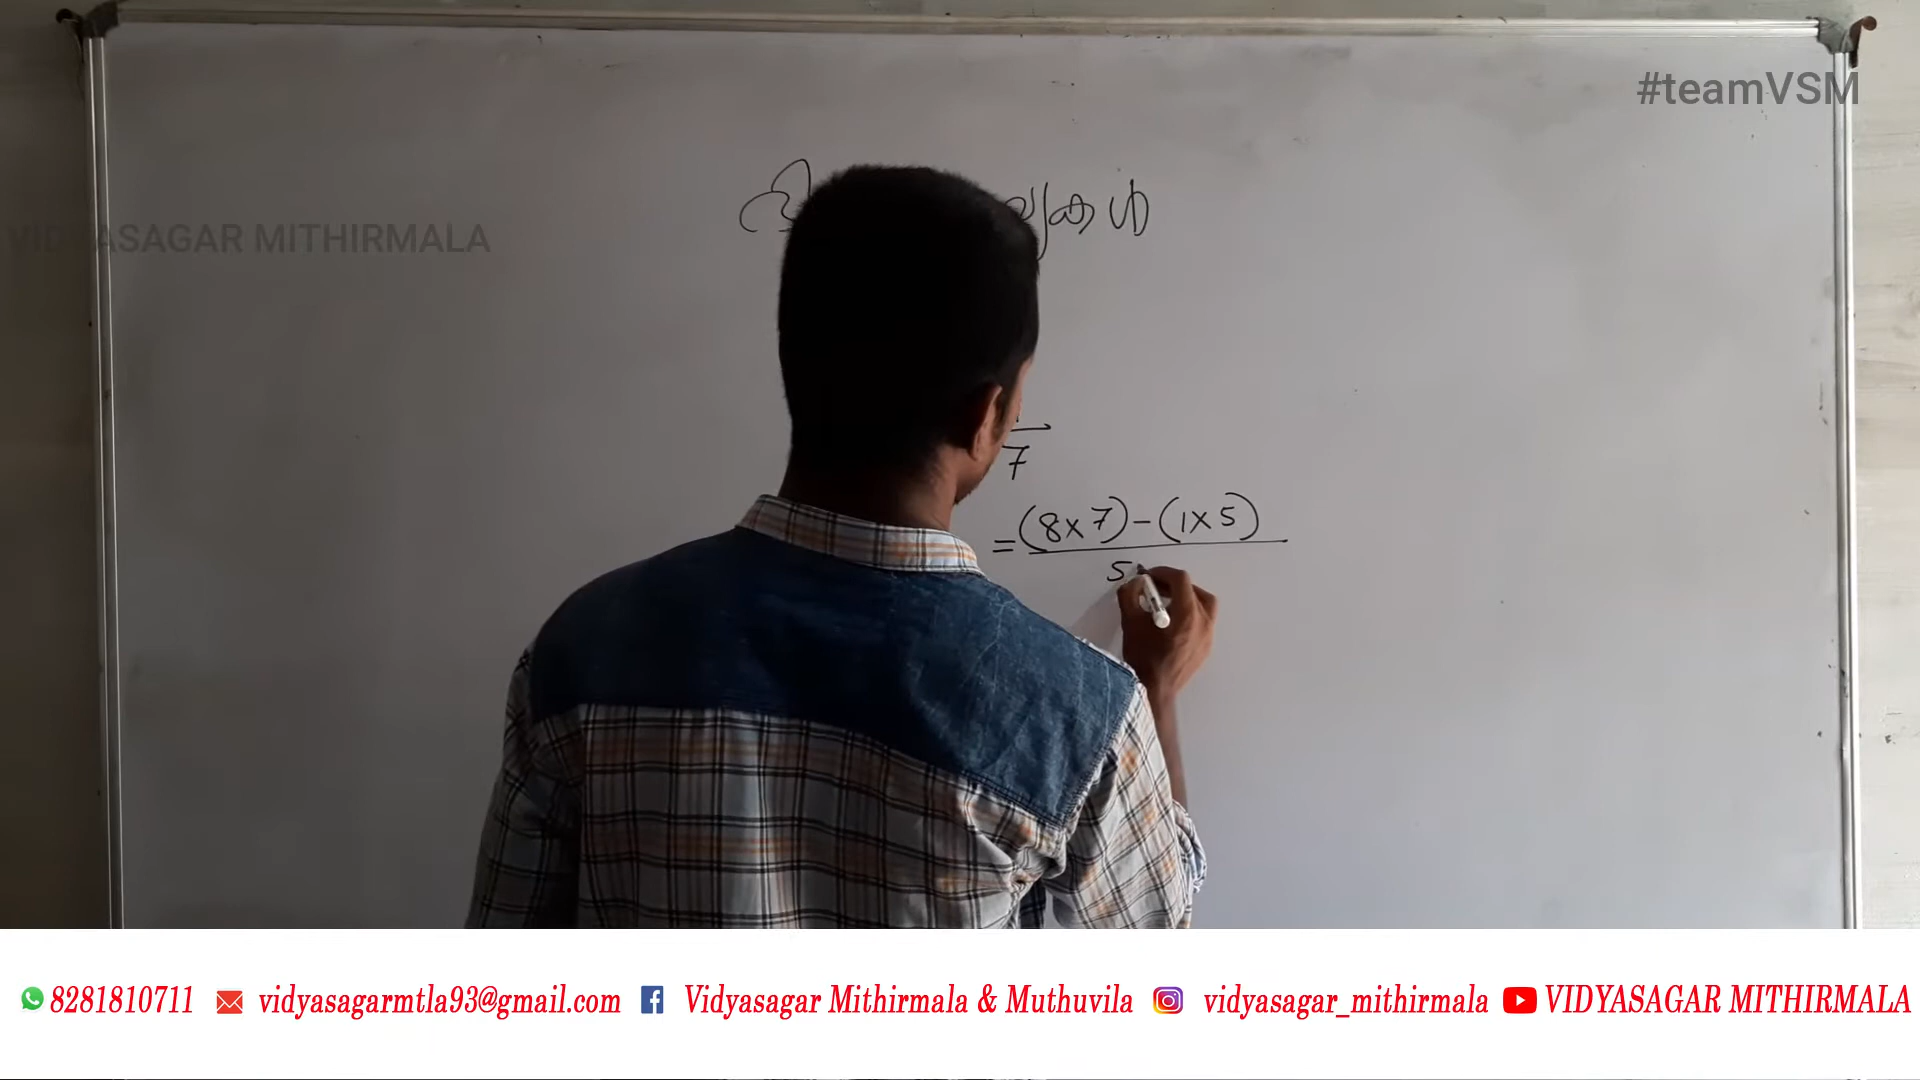 #teamVSM
VIDYASAGAR MITHIRMALA
7
= (8×7)-(1×5)
5
8281810711 vidyasagarmtla93@gmail.com Vidyasagar Mithirmala & Muthuvila vidyasagar_mithirmala VIDYASAGAR MITHIRMALA